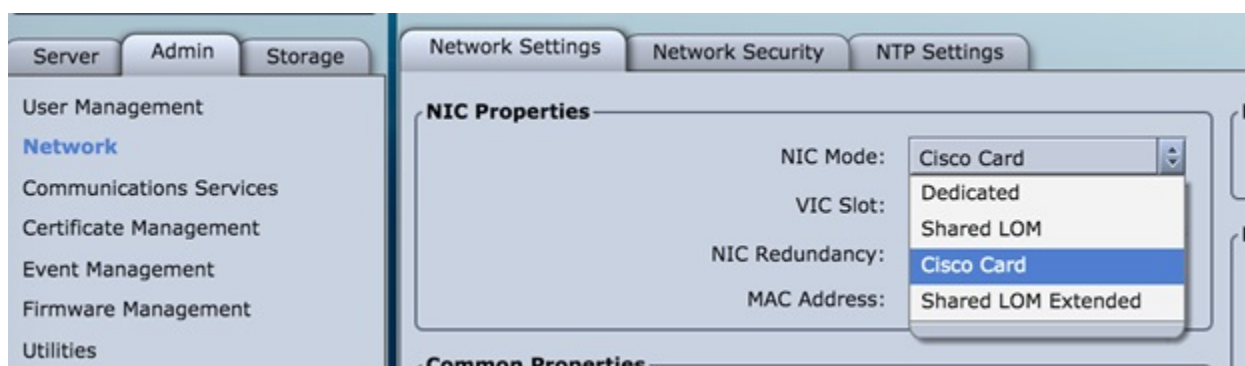 Server Admin Storage
Network Settings Network Security NTP Settings
User Management
Network
Communications Services
Certificate Management
Event Management
Firmware Management
Utilities
NIC Properties
NIC Mode: Cisco Card
VIC Slot:
NIC Redundancy:
MAC Address:
Dedicated
Shared LOM
Cisco Card
Shared LOM Extended
Common Properties